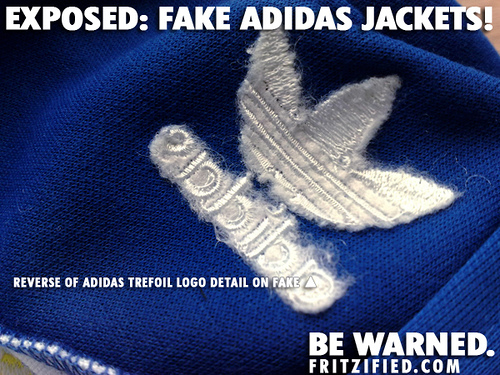 EXPOSED: FAKE ADIDAS JACKETS!
REVERSE OF ADIDAS TREFOIL LOGO DETAIL ON FAKE
BE WARNED.
FRITZIFIED.COM